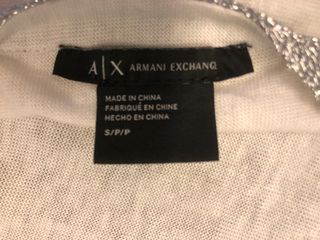 A|X ARMANI EXCHANGE
MADE IN CHINA
FABRIQUÉ EN CHINE
HECHO EN CHINA
S/P/P